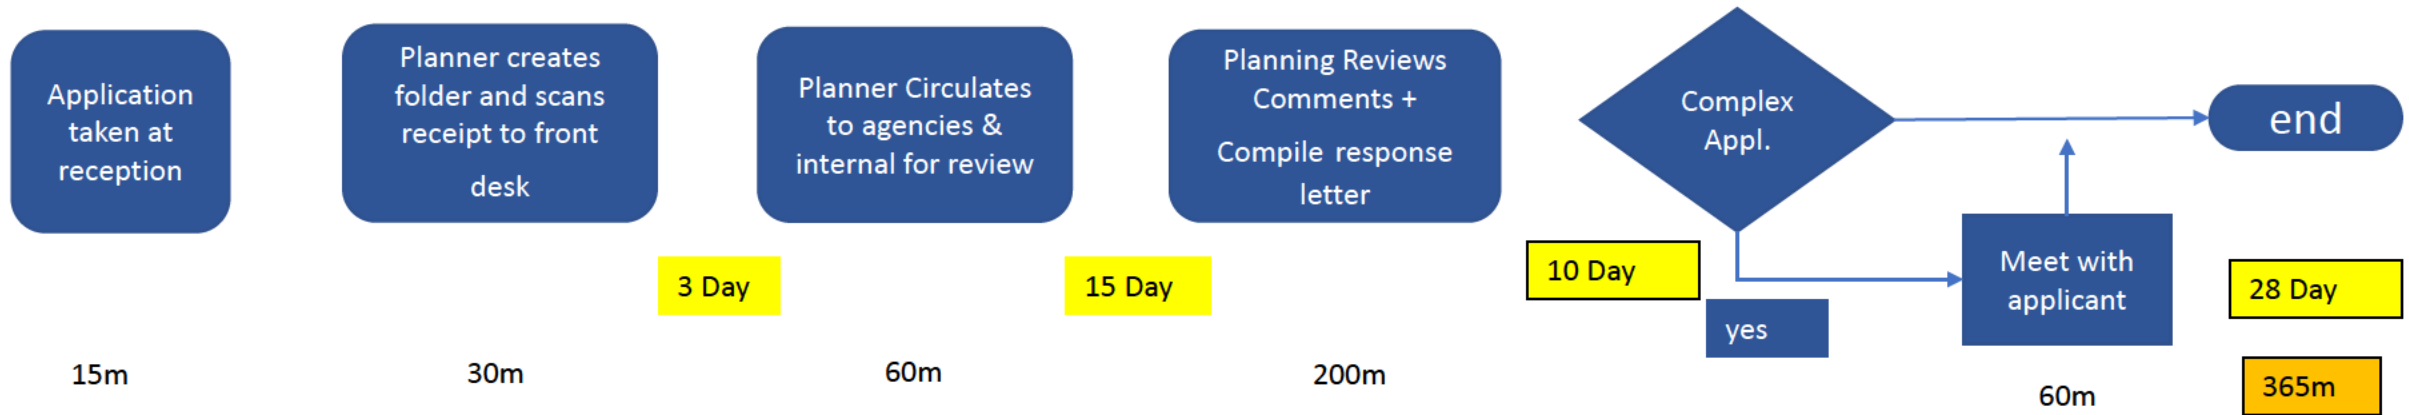 Application
taken at
reception
Planner creates
folder and scans
receipt to front
desk
Planner Circulates
to agencies &
internal for review
Planning Reviews
Comments +
Compile response
letter
Complex
Appl.
end
3 Day
15 Day
10 Day
yes
Meet with
applicant
28 Day
15m
30m
60m
200m
60m
365m